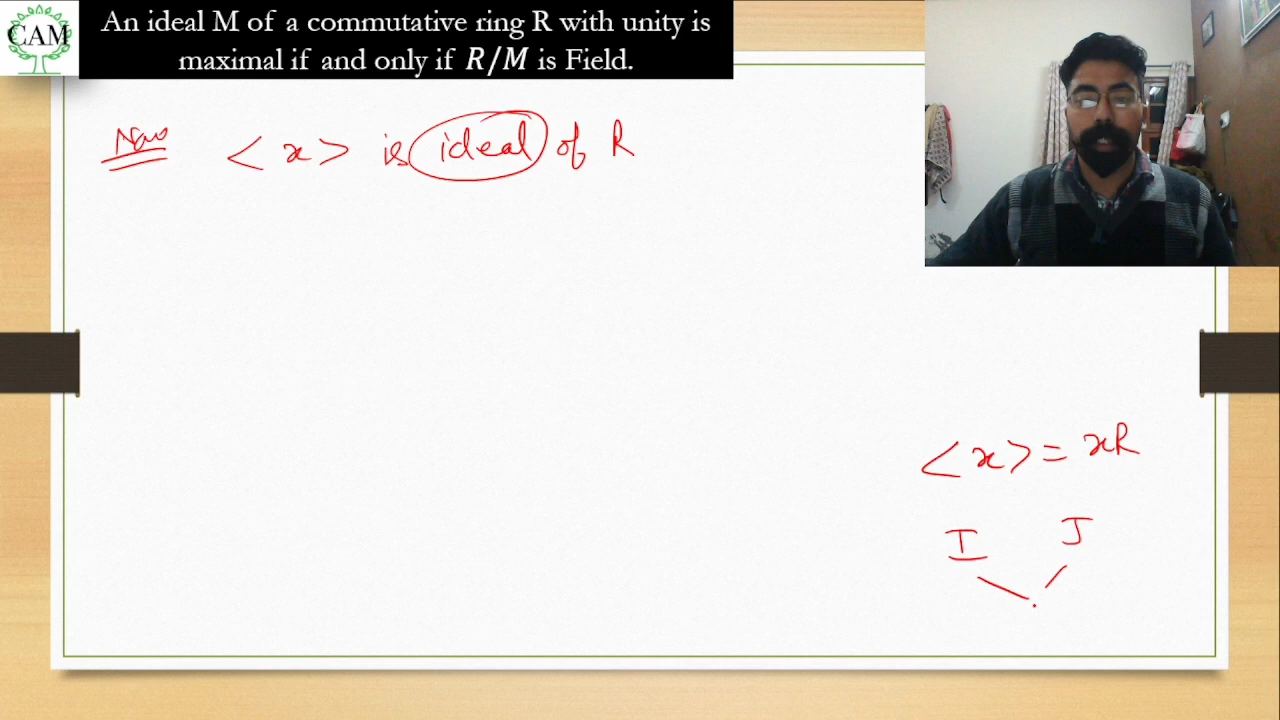 CAM
An ideal M of a commutative ring R with unity is
maximal if and only if R/M is Field.
Now <x> is ideal of R
<x> = xR
I J